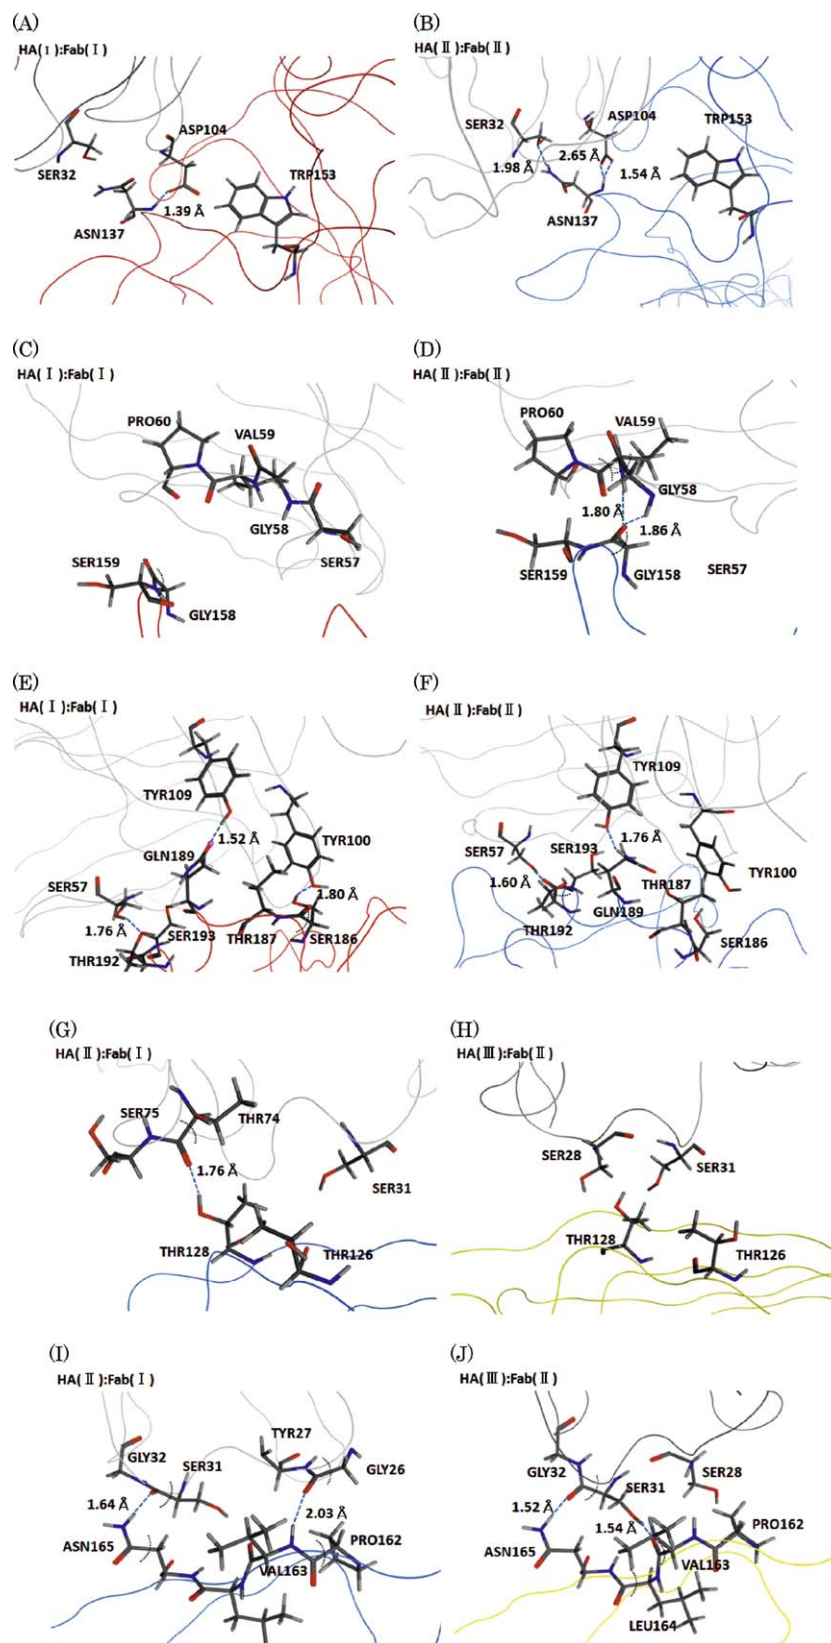 (A)
HA(Ⅰ):Fab(Ⅰ)
ASP104
SER32
TRP153
1.39 Å
ASN137
(B)
HA(Ⅱ):Fab(Ⅱ)
SER32
ASP104
TRP153
1.98 Å
2.65 Å
1.54 Å
ASN137
(C)
HA(Ⅰ):Fab(Ⅰ)
PRO60
VAL59
GLY58
SER57
SER159
GLY158
(D)
HA(Ⅱ):Fab(Ⅱ)
PRO60
VAL59
GLY58
1.80 Å
1.86 Å
SER159
GLY158
SER57
(E)
HA(Ⅰ):Fab(Ⅰ)
TYR109
1.52 Å
TYR100
GLN189
SER57
1.80 Å
1.76 Å
SER193
THR187
SER186
THR192
(F)
HA(Ⅱ):Fab(Ⅱ)
TYR109
1.76 Å
SER57
SER193
TYR100
1.60 Å
THR187
GLN189
THR192
SER186
(G)
HA(Ⅱ):Fab(Ⅰ)
SER75
THR74
1.76 Å
SER31
THR128
THR126
(H)
HA(Ⅲ):Fab(Ⅱ)
SER28
SER31
THR128
THR126
(I)
HA(Ⅱ):Fab(Ⅰ)
TYR27
GLY32
SER31
GLY26
1.64 Å
2.03 Å
ASN165
PRO162
VAL163
(J)
HA(Ⅲ):Fab(Ⅱ)
GLY32
SER28
SER31
1.52 Å
1.54 Å
PRO162
ASN165
VAL163
LEU164